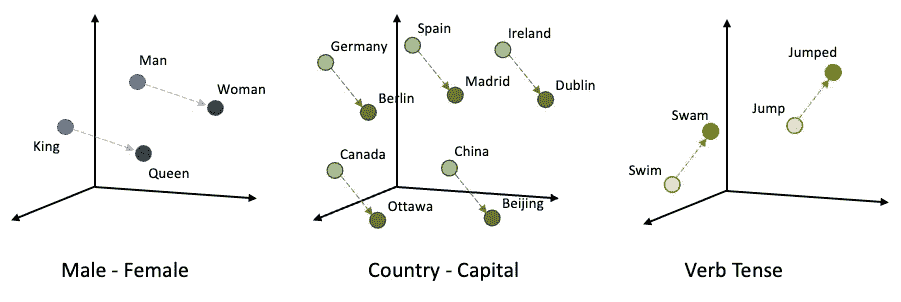 Man
Woman
King
Queen
Male - Female
Germany
Spain
Ireland
Berlin
Madrid
Dublin
Canada
China
Ottawa
Beijing
Country - Capital
Jumped
Jump
Swam
Swim
Verb Tense